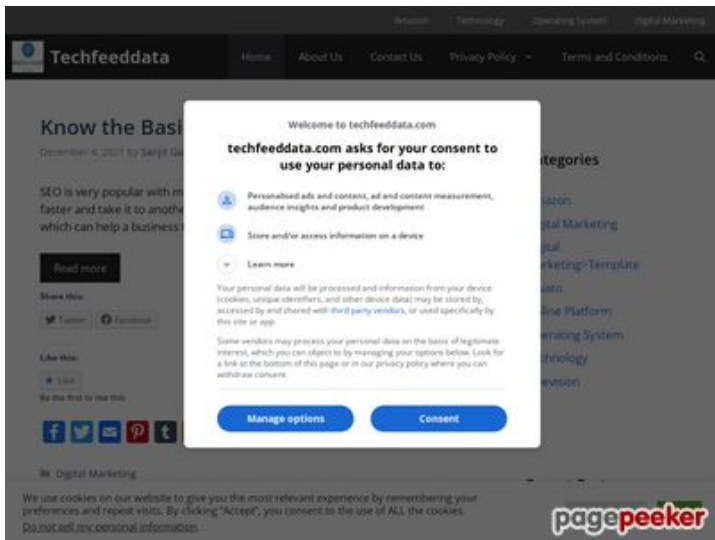 Amazon Technology Operating System Digital Marketing
Techfeeddata Home About Us Contact Us Privacy Policy Terms and Conditions
Know the Basi
December 4, 2021 by Sanjit
SEO is very popular with m
faster and take it to anothe
which can help a business
Read more
Share this:
Twitter Facebook
Like this:
Like
Be the first to like this.
Digital Marketing
Welcome to techfeeddata.com
techfeeddata.com asks for your consent to
use your personal data to:
Personalised ads and content, ad and content measurement,
audience insights and product development
Store and/or access information on a device
Learn more
Your personal data will be processed and information from your device
(cookies, unique identifiers, and other device data) may be stored by,
accessed by and shared with third party vendors, or used specifically by
this site or app.
Some vendors may process your personal data on the basis of legitimate
interest, which you can object to by managing your options below. Look for
a link at the bottom of this page or in our privacy policy where you can
withdraw consent.
Manage options Consent
tegories
azon
ital Marketing
ital
rketing>Template
uato
line Platform
erating System
chnology
evision
We use cookies on our website to give you the most relevant experience by remembering your
preferences and repeat visits. By clicking "Accept", you consent to the use of ALL the cookies.
Do not sell my personal information.
pagepeeker